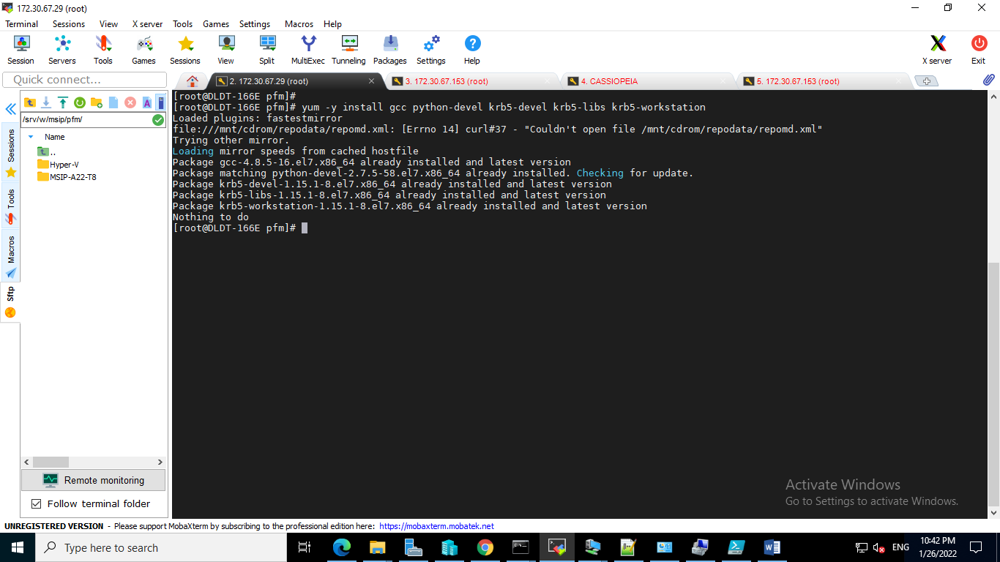 172.30.67.29 (root)
Terminal Sessions View X server Tools Games Settings Macros Help
Session Servers Tools Games Sessions View Split MultiExec Tunneling Packages Settings Help X server Exit
Quick connect...
2. 172.30.67.29 (root)
3. 172.30.67.153 (root)
4. CASSIOPEIA
5. 172.30.67.153 (root)
Sessions
Tools
Macros
Sftp
/srv/w/msip/pfm/
Name
..
Hyper-V
MSIP-A22-T8
Remote monitoring
Follow terminal folder
[root@DLDT-166E pfm]#
[root@DLDT-166E pfm]# yum -y install gcc python-devel krb5-devel krb5-libs krb5-workstation
Loaded plugins: fastestmirror
file:///mnt/cdrom/repodata/repomd.xml: [Errno 14] curl#37 - "Couldn't open file /mnt/cdrom/repodata/repomd.xml"
Trying other mirror.
Loading mirror speeds from cached hostfile
Package gcc-4.8.5-16.el7.x86_64 already installed and latest version
Package matching python-devel-2.7.5-58.el7.x86_64 already installed. Checking for update.
Package krb5-devel-1.15.1-8.el7.x86_64 already installed and latest version
Package krb5-libs-1.15.1-8.el7.x86_64 already installed and latest version
Package krb5-workstation-1.15.1-8.el7.x86_64 already installed and latest version
Nothing to do
[root@DLDT-166E pfm]#
Activate Windows
Go to Settings to activate Windows.
UNREGISTERED VERSION - Please support MobaXterm by subscribing to the professional edition here: https://mobaxterm.mobatek.net
Type here to search
ENG
10:42 PM
1/26/2022